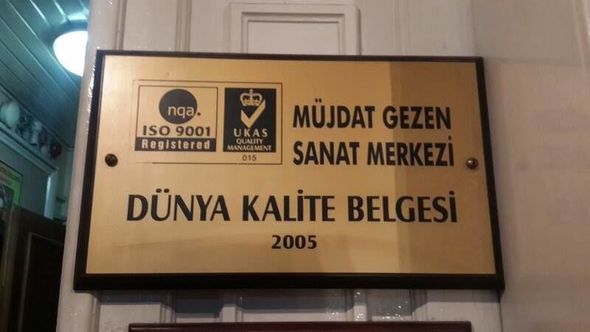 nqa.
ISO 9001
Registered
UKAS
QUALITY
MANAGEMENT
015
MÜJDAT GEZEN
SANAT MERKEZİ
DÜNYA KALİTE BELGESİ
2005